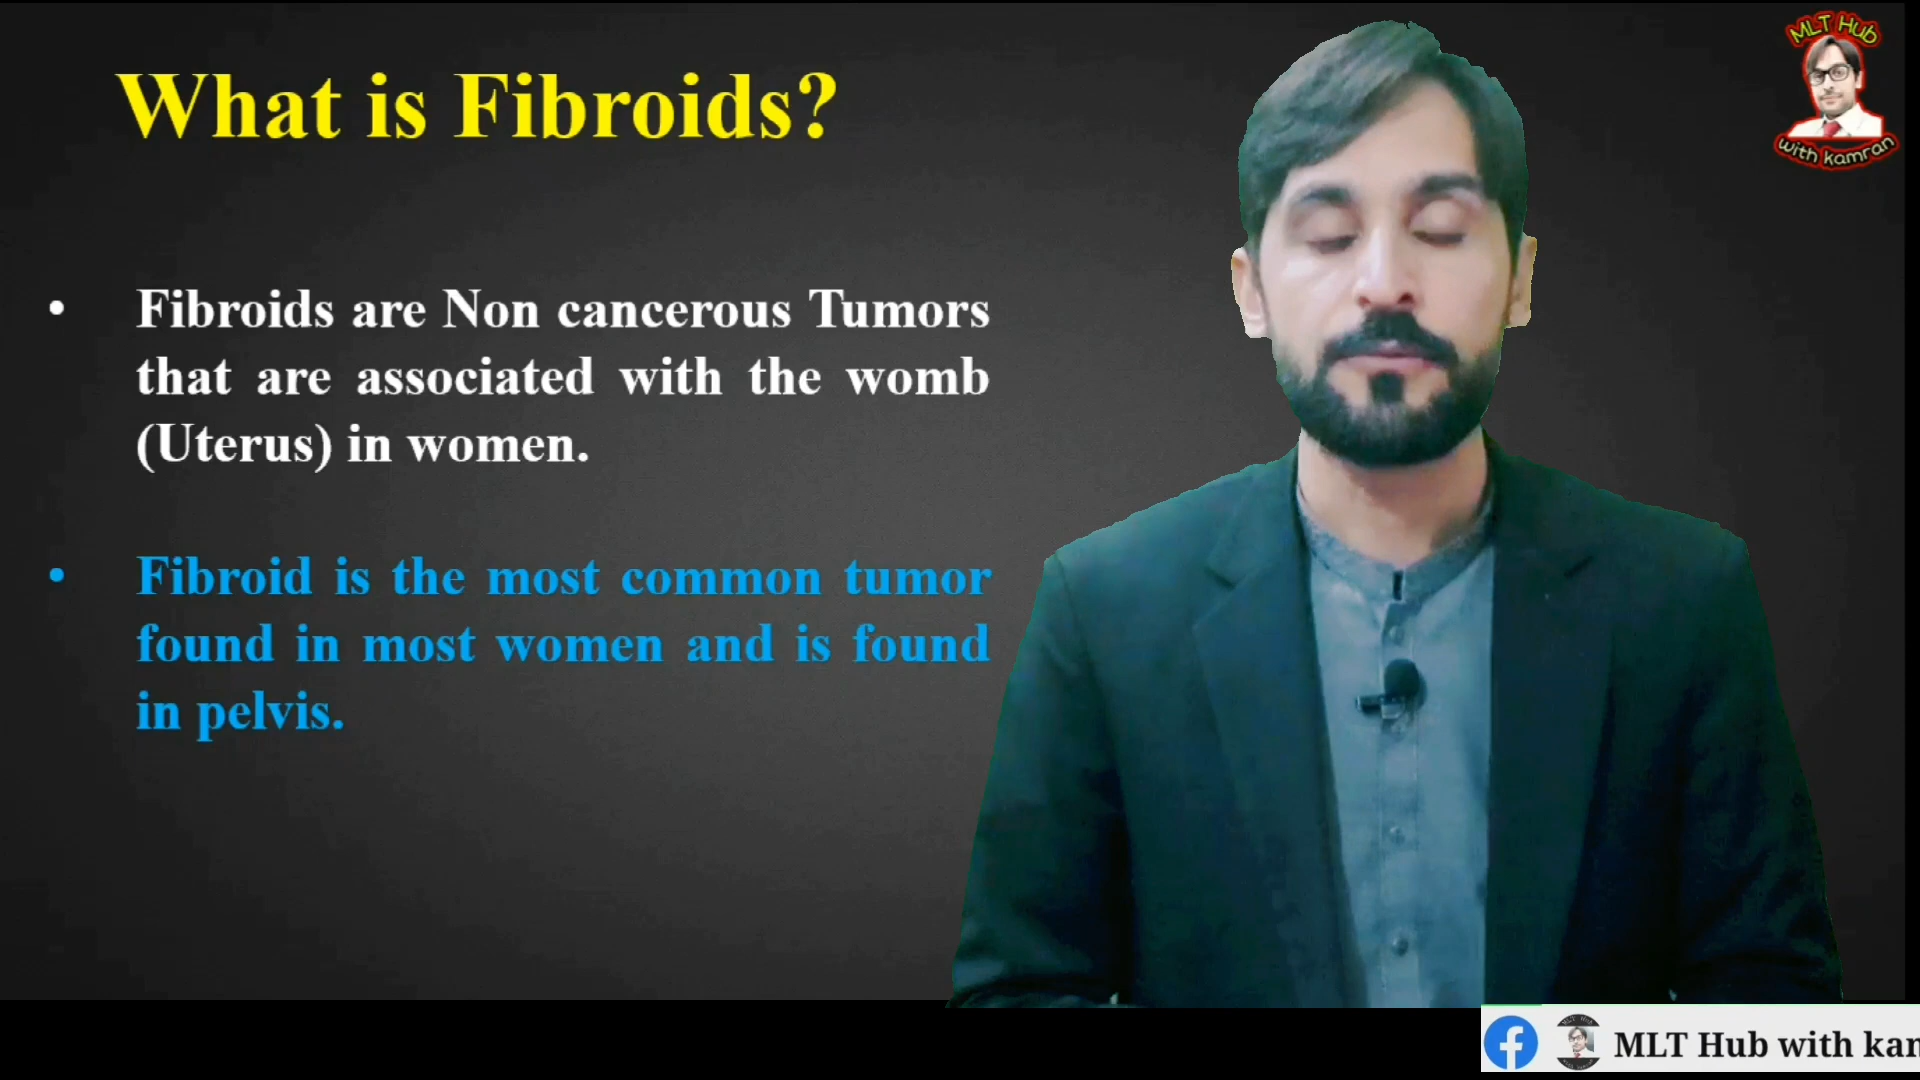 What is Fibroids?
• Fibroids are Non cancerous Tumors
that are associated with the womb
(Uterus) in women.
• Fibroid is the most common tumor
found in most women and is found
in pelvis.
MLT Hub
with kamran
MLT Hub with kan